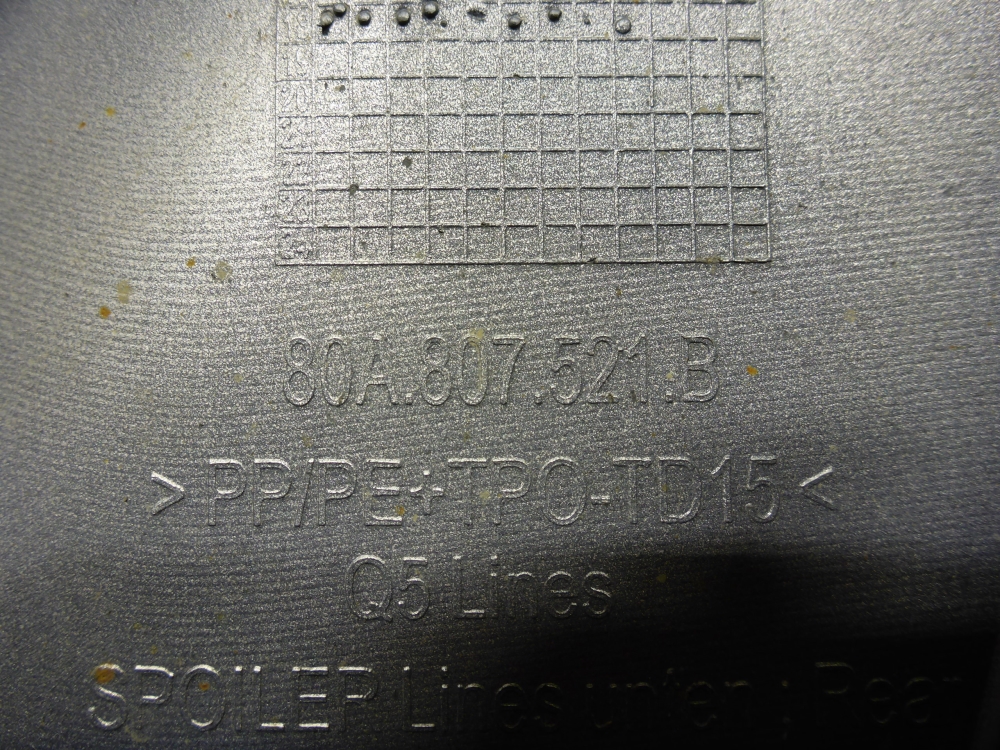 80A.807.521.B
>PP/PE+TPO-TD15<
Q5 Lines
SPOILER Lines unten ; Rear